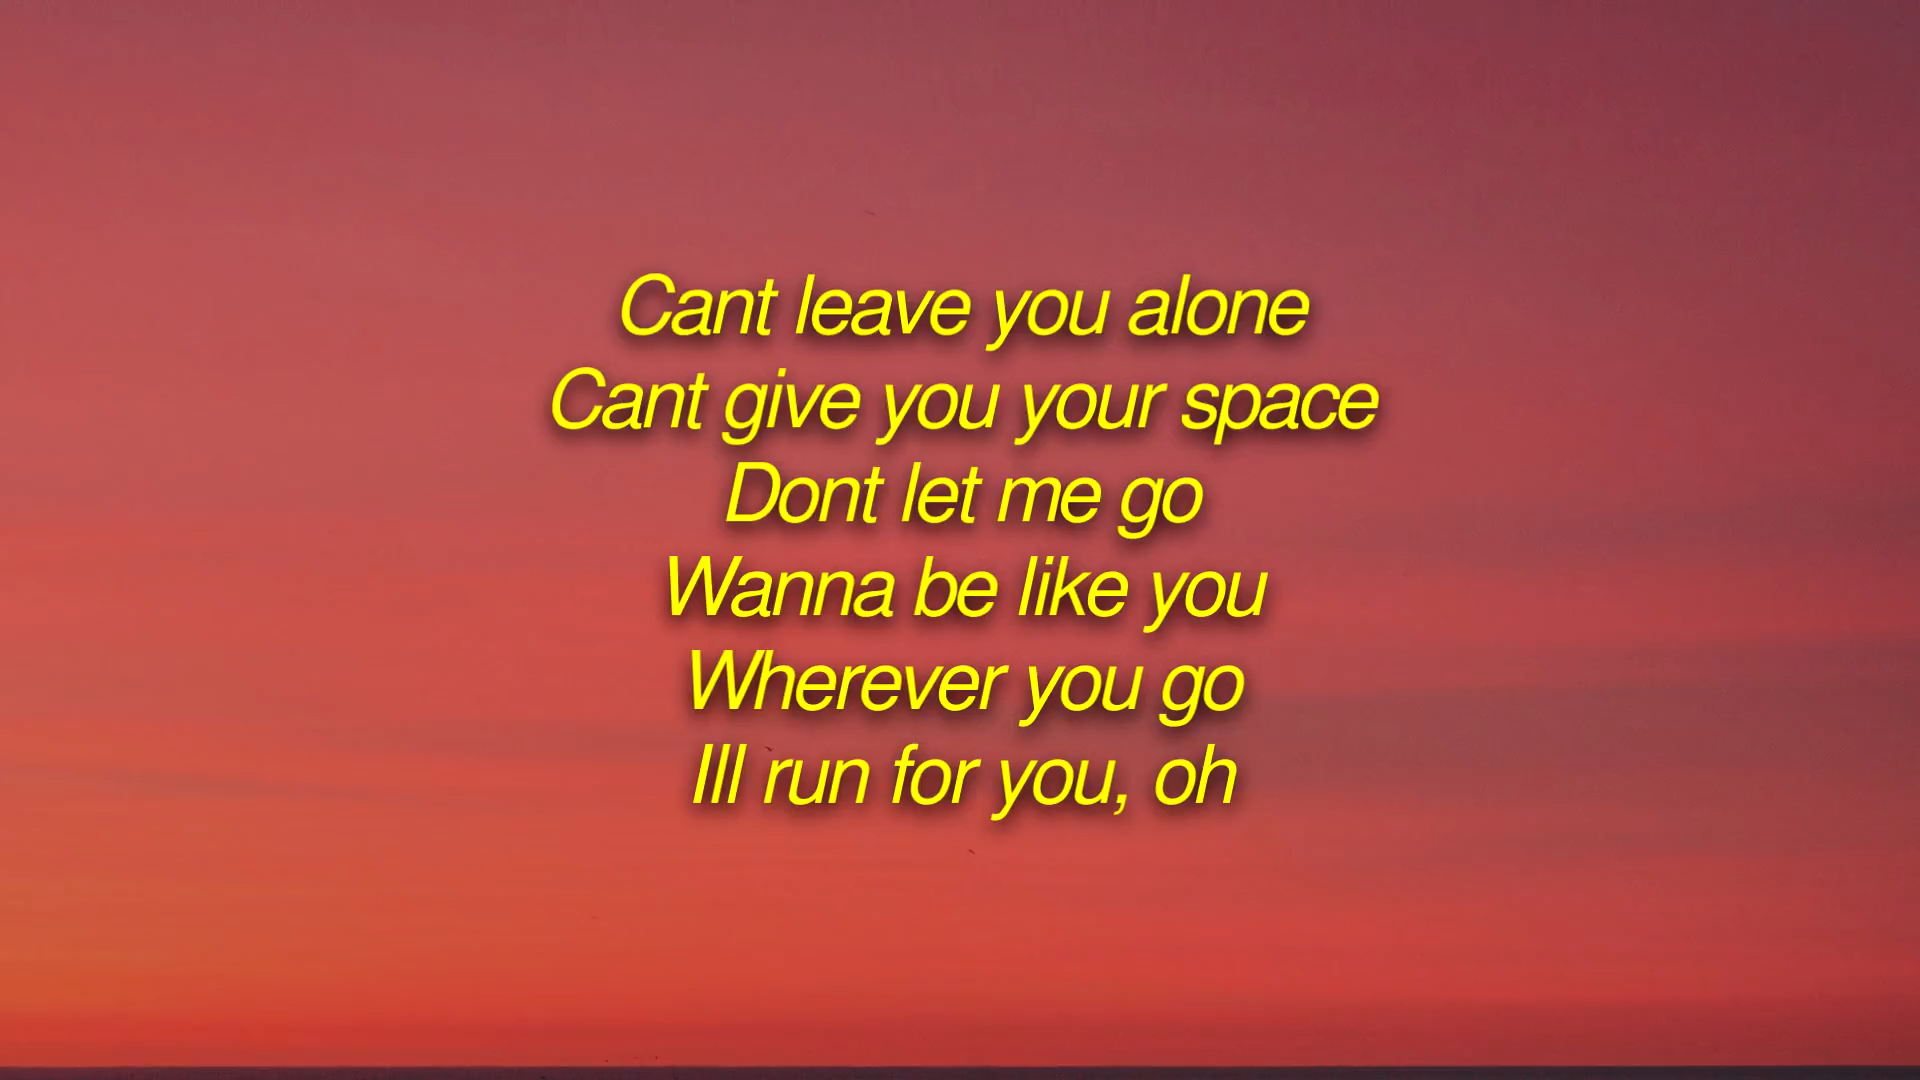 Cant leave you alone
Cant give you your space
Dont let me go
Wanna be like you
Wherever you go
Ill run for you, oh